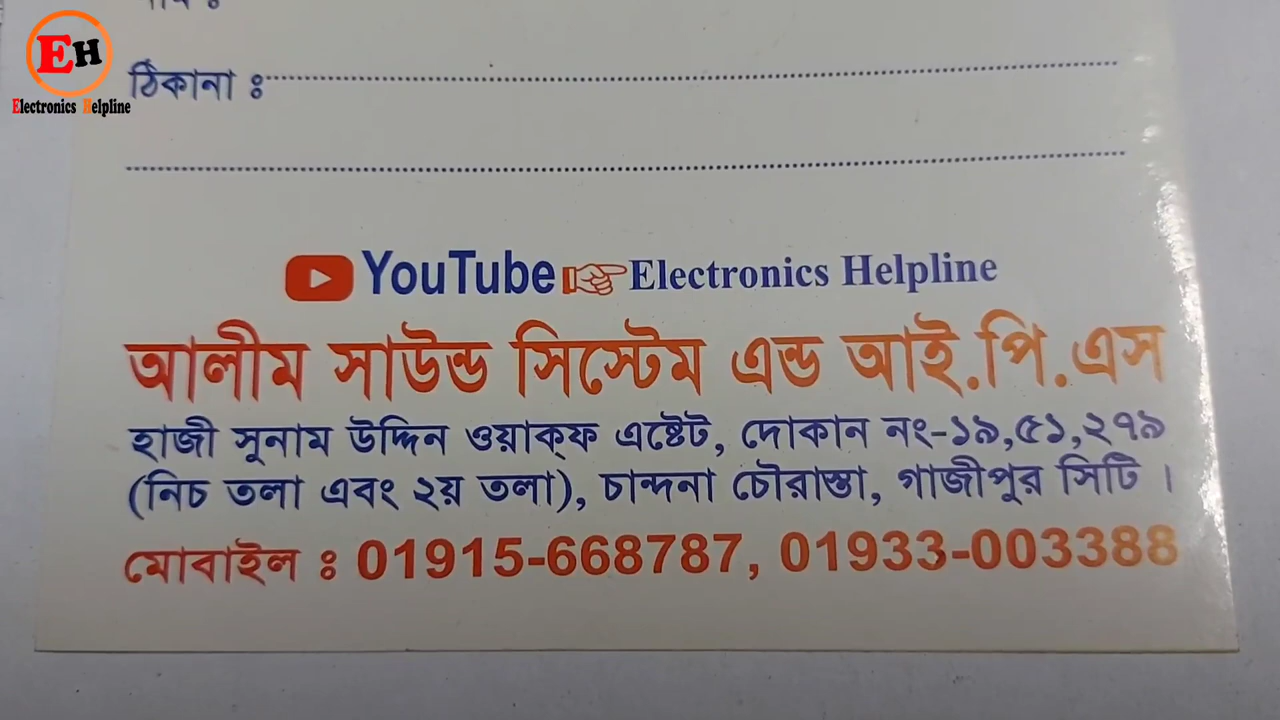 EH
Electronics Helpline
ঠিকানা ঃ
YouTube Electronics Helpline
আলীম সাউন্ড সিস্টেম এন্ড আই.পি.এস
হাজী সুনাম উদ্দিন ওয়াক্ফ এষ্টেট, দোকান নং-১৯,৫১,২৭৯
(নিচ তলা এবং ২য় তলা), চান্দনা চৌরাস্তা, গাজীপুর সিটি ।
মোবাইল ঃ 01915-668787, 01933-003388